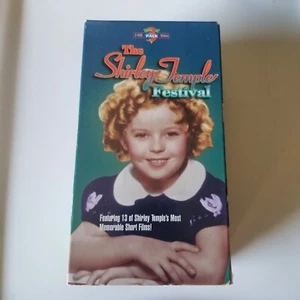 The
Shirley Temple
Festival
Featuring 13 of Shirley Temple's Most
Memorable Short Films!